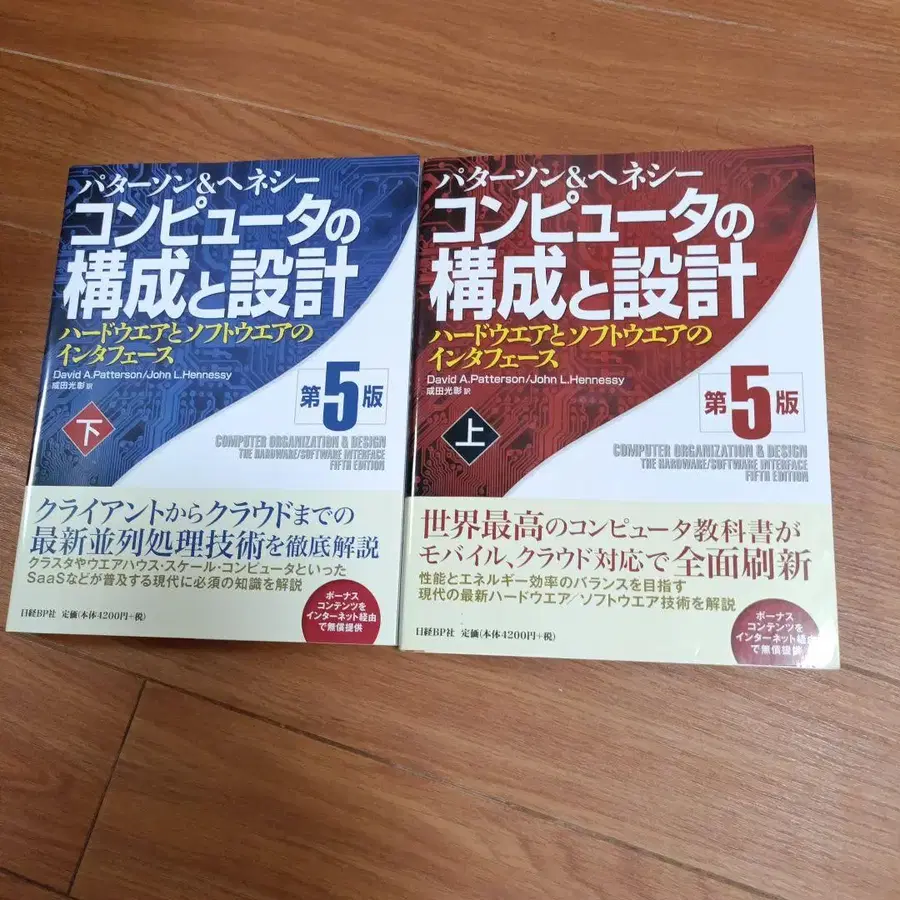 パターソン&ヘネシー
コンピュータの
構成と設計
ハードウエアとソフトウエアの
インタフェース
David A.Patterson/John L.Hennessy
成田光彰 訳
第5版
下
COMPUTER ORGANIZATION & DESIGN
THE HARDWARE/SOFTWARE INTERFACE
FIFTH EDITION
クライアントからクラウドまでの
最新並列処理技術を徹底解説
クラスタやウエアハウス・スケール・コンピュータといった
SaaSなどが普及する現代に必須の知識を解説
日経BP社 定価(本体4200円+税)
ボーナス
コンテンツを
インターネット経由
で無償提供
パターソン&ヘネシー
コンピュータの
構成と設計
ハードウエアとソフトウエアの
インタフェース
David A.Patterson/John L.Hennessy
成田光彰 訳
第5版
上
COMPUTER ORGANIZATION & DESIGN
THE HARDWARE/SOFTWARE INTERFACE
FIFTH EDITION
世界最高のコンピュータ教科書が
モバイル、クラウド対応で全面刷新
性能とエネルギー効率のバランスを目指す
現代の最新ハードウエア/ソフトウエア技術を解説
日経BP社 定価(本体4200円+税)
ボーナス
コンテンツを
インターネット経由
で無償提供